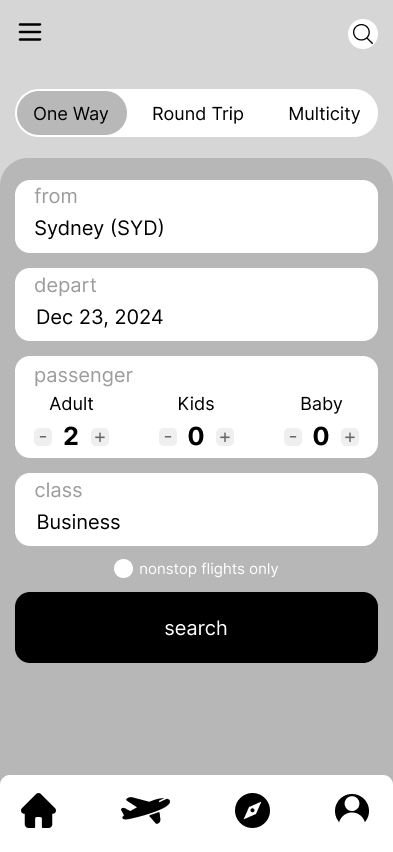 One Way Round Trip Multicity
from
Sydney (SYD)
depart
Dec 23, 2024
passenger
Adult Kids Baby
- 2 + - 0 + - 0 +
class
Business
nonstop flights only
search